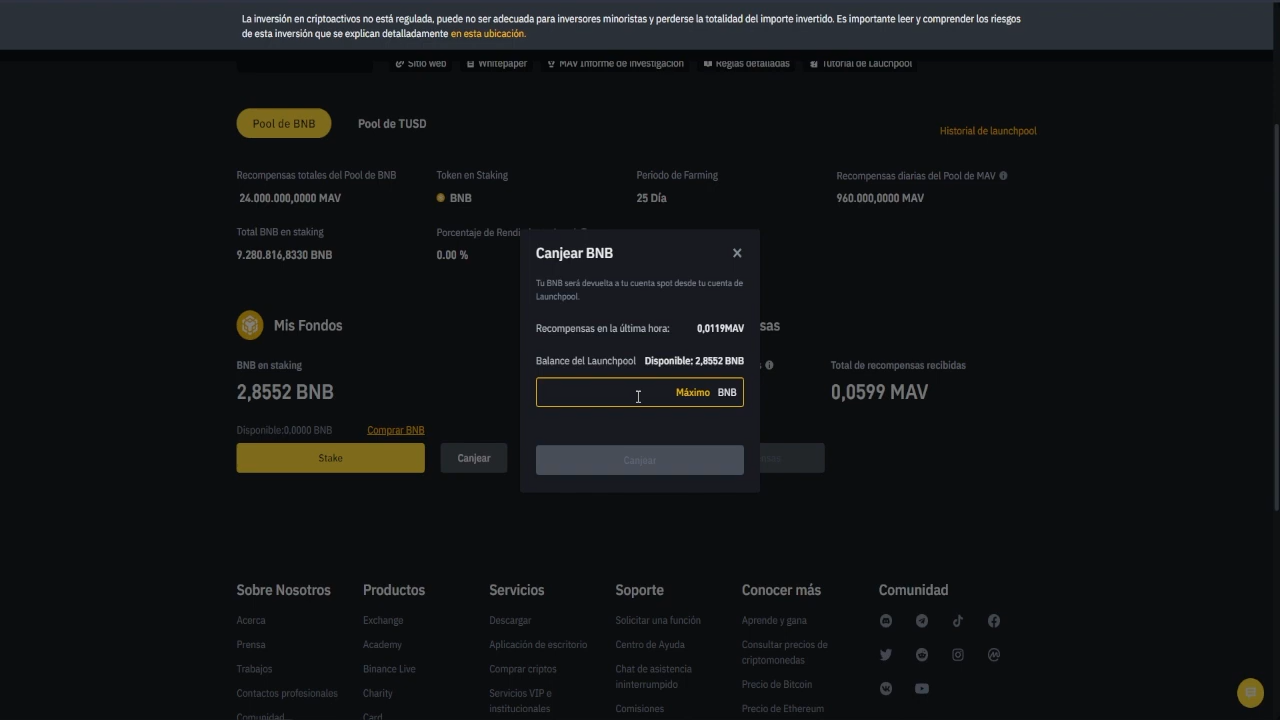 La inversión en criptoactivos no está regulada, puede no ser adecuada para inversores minoristas y perderse la totalidad del importe invertido. Es importante leer y comprender los riesgos
de esta inversión que se explican detalladamente en esta ubicación.
Sitio web Whitepaper MAV Informe de investigación Reglas detalladas Tutorial de Lauchpool
Pool de BNB Pool de TUSD
Historial de launchpool
Recompensas totales del Pool de BNB Token en Staking Periodo de Farming Recompensas diarias del Pool de MAV
24.000.000,0000 MAV BNB 25 Día 960.000,0000 MAV
Total BNB en staking Porcentaje de
9.280.816,8330 BNB 0.00 %
Canjear BNB
Tu BNB será devuelta a tu cuenta spot desde tu cuenta de
Launchpool.
Recompensas en la última hora: 0,0119MAV
Balance del Launchpool Disponible: 2,8552 BNB
Máximo BNB
Canjear
Mis Fondos
BNB en staking Total de recompensas recibidas
2,8552 BNB 0,0599 MAV
Disponible:0,0000 BNB Comprar BNB
Stake Canjear
Sobre Nosotros Productos Servicios Soporte Conocer más Comunidad
Acerca Exchange Descargar Solicitar una función Aprende y gana
Prensa Academy Aplicación de escritorio Centro de Ayuda Consultar precios de
criptomonedas
Trabajos Binance Live Comprar criptos Chat de asistencia
ininterrumpido
Precio de Bitcoin
Contactos profesionales Charity Servicios VIP e
institucionales
Comunidad... Card Comisiones Precio de Ethereum